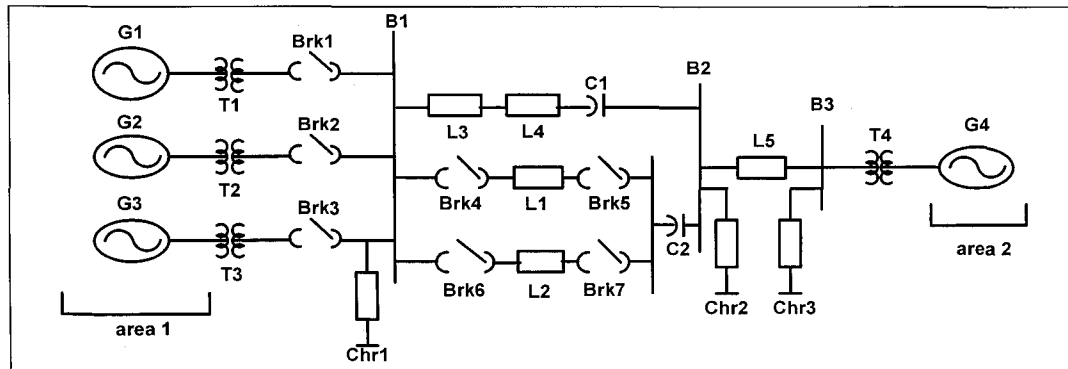 B1
G1
Brk1
B2
C1
T1
B3
L5
T4
G4
L3
L4
G2
Brk2
T2
Brk4
L1
Brk5
G3
Brk3
C2
T3
area 2
Brk6
L2
Brk7
Chr2
Chr3
area 1
Chr1